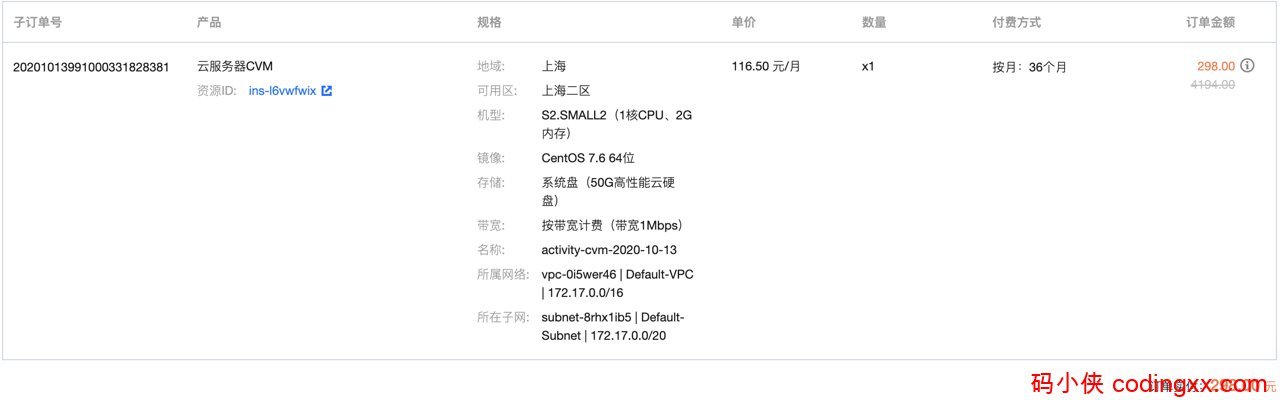 子订单号 产品 规格 单价 数量 付费方式 订单金额
20201013991000331828381 云服务器CVM 地域: 上海 116.50 元/月 x1 按月：36个月 298.00
资源ID: ins-l6vwfwix 可用区: 上海二区 4194.00
机型: S2.SMALL2（1核CPU、2G
内存）
镜像: CentOS 7.6 64位
存储: 系统盘（50G高性能云硬
盘）
带宽: 按带宽计费（带宽1Mbps）
名称: activity-cvm-2020-10-13
所属网络: vpc-0i5wer46 | Default-VPC
| 172.17.0.0/16
所在子网: subnet-8rhx1ib5 | Default-
Subnet | 172.17.0.0/20
码小侠 codingxx.com
298.00 元